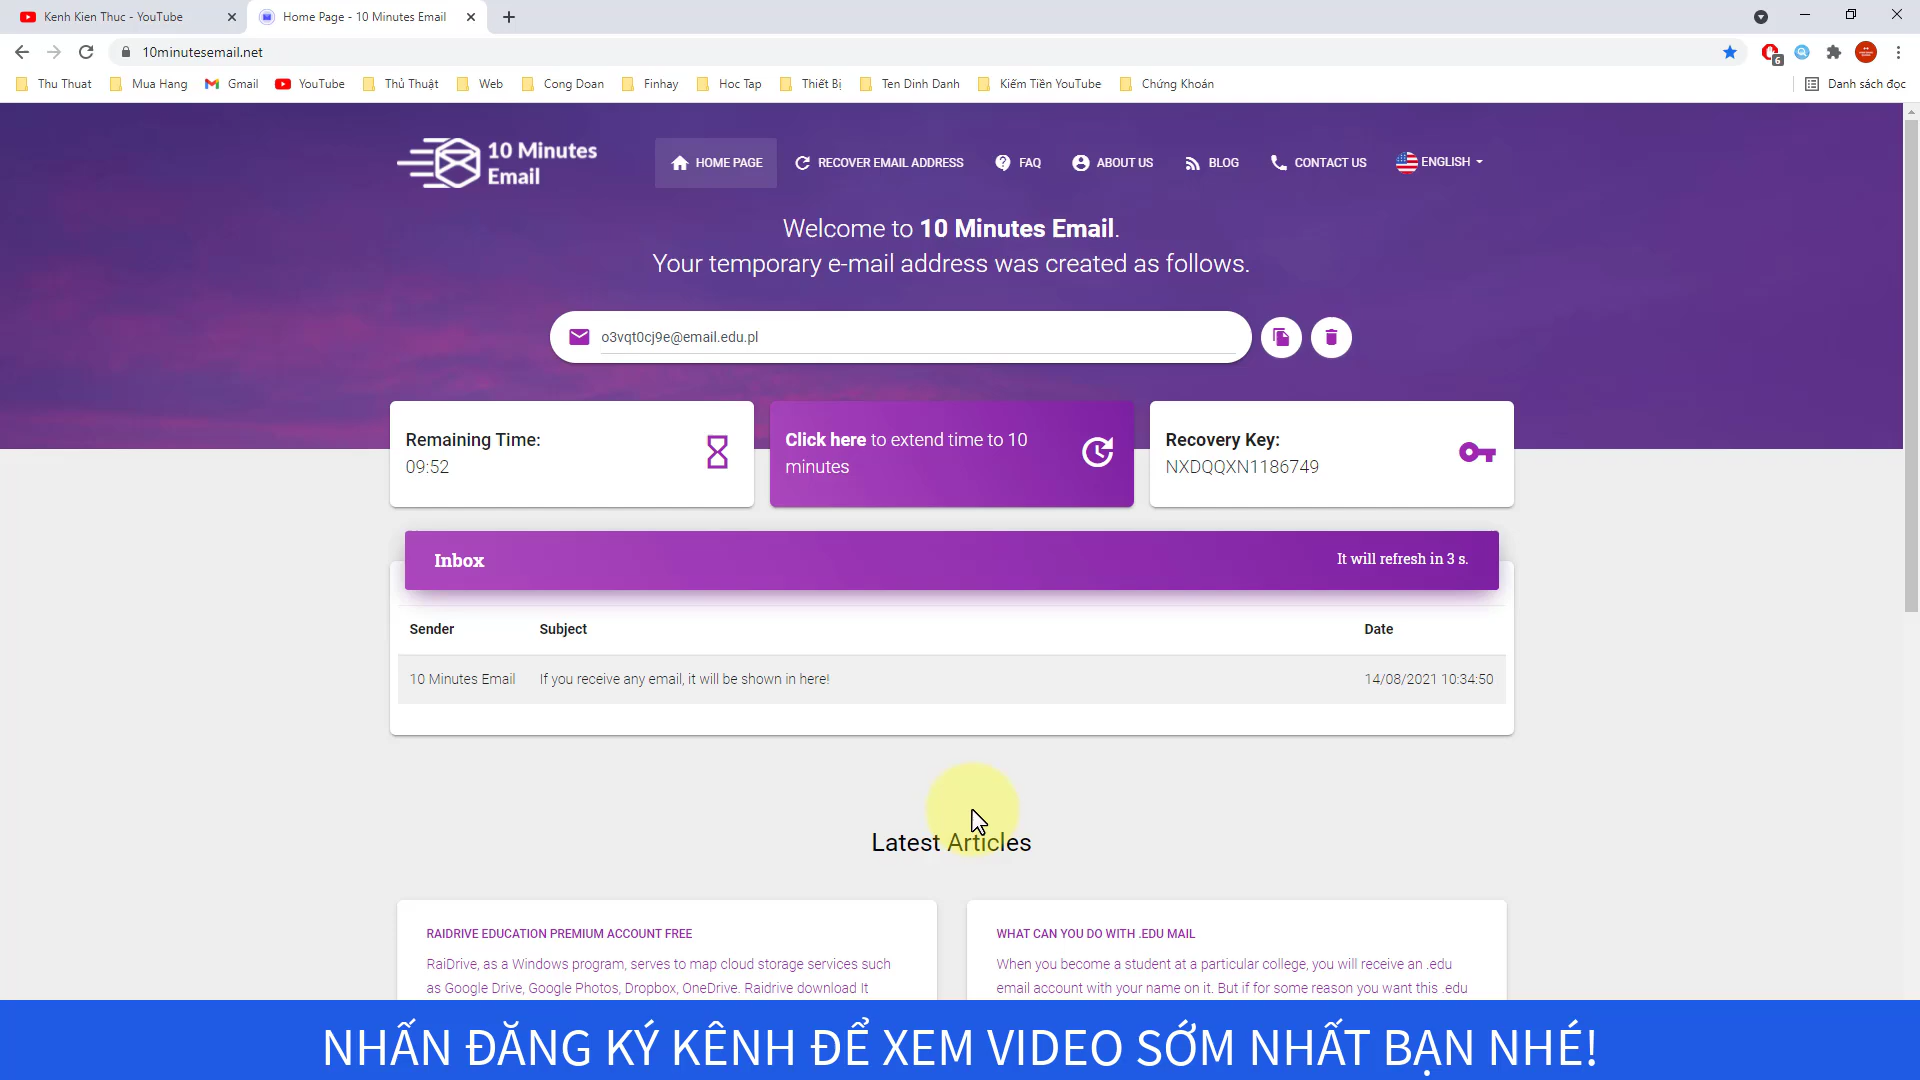 Kenh Kien Thuc - YouTube
Home Page - 10 Minutes Email
10minutesemail.net
6
Thu Thuat
Mua Hang
Gmail
YouTube
Thủ Thuật
Web
Cong Doan
Finhay
Hoc Tap
Thiết Bị
Ten Dinh Danh
Kiếm Tiền YouTube
Chứng Khoán
Danh sách đọc
10 Minutes
Email
HOME PAGE
RECOVER EMAIL ADDRESS
FAQ
ABOUT US
BLOG
CONTACT US
ENGLISH
Welcome to 10 Minutes Email.
Your temporary e-mail address was created as follows.
o3vqt0cj9e@email.edu.pl
Remaining Time:
09:52
Click here to extend time to 10
minutes
Recovery Key:
NXDQQXN1186749
Inbox
It will refresh in 3 s.
Sender Subject Date
10 Minutes Email If you receive any email, it will be shown in here! 14/08/2021 10:34:50
Latest Articles
RAIDRIVE EDUCATION PREMIUM ACCOUNT FREE
RaiDrive, as a Windows program, serves to map cloud storage services such
as Google Drive, Google Photos, Dropbox, OneDrive. Raidrive download It
WHAT CAN YOU DO WITH .EDU MAIL
When you become a student at a particular college, you will receive an .edu
email account with your name on it. But if for some reason you want this .edu
NHẤN ĐĂNG KÝ KÊNH ĐỂ XEM VIDEO SỚM NHẤT BẠN NHÉ!